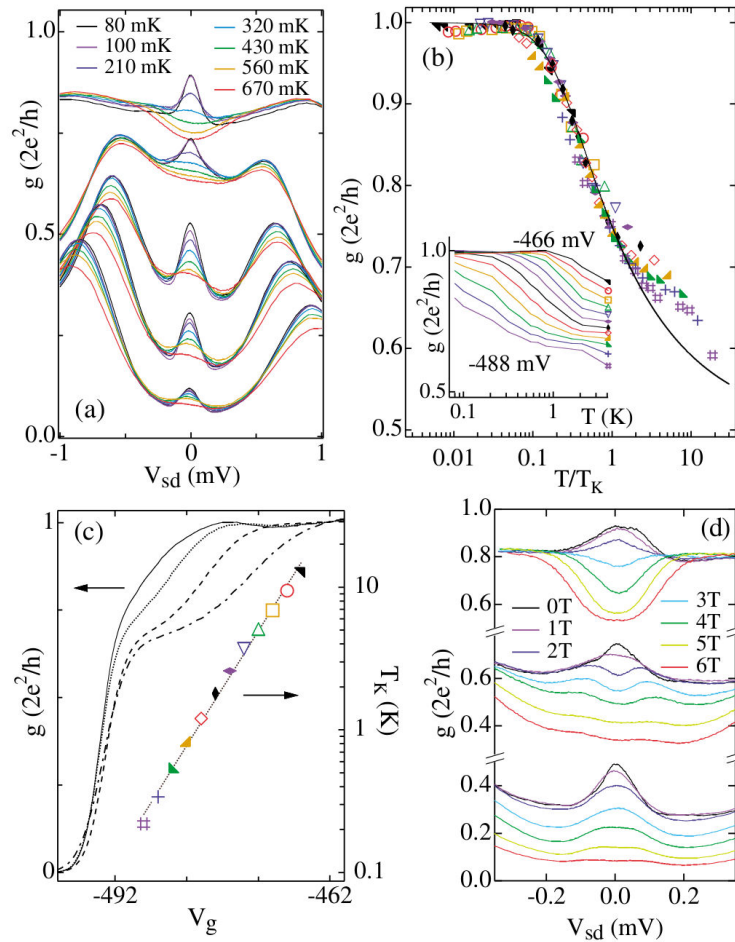 80 mK
100 mK
210 mK
320 mK
430 mK
560 mK
670 mK
1.0
0.5
0.0
g (2e²/h)
(a)
-1
0
1
V_sd (mV)
(b)
1.0
0.9
0.8
0.7
0.6
0.5
g (2e²/h)
0.01
0.1
1
10
T/T_K
-466 mV
-488 mV
1.0
0.5
g (2e²/h)
0.1
1
T (K)
(c)
1
0
g (2e²/h)
-492
-462
V_g
10
1
0.1
T_K (K)
(d)
1.0
0.8
0.6
0.6
0.4
0.4
0.2
0.0
g (2e²/h)
0T
1T
2T
3T
4T
5T
6T
-0.2
0.0
0.2
V_sd (mV)